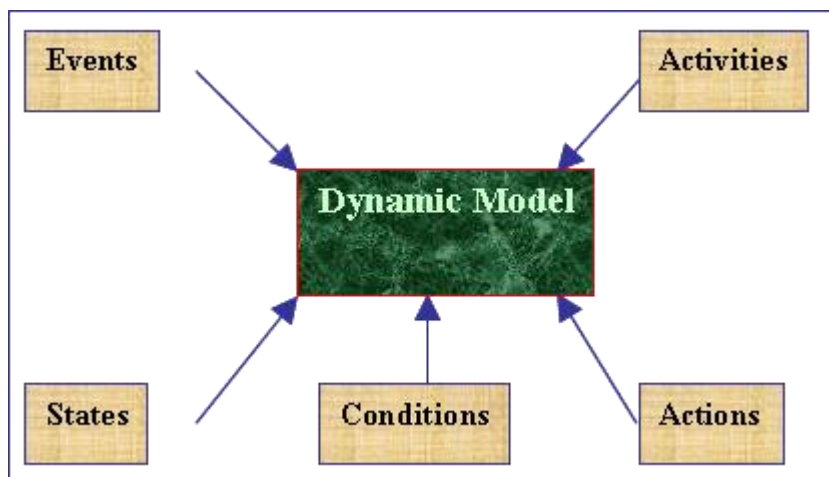 Events
Activities
Dynamic Model
States
Conditions
Actions